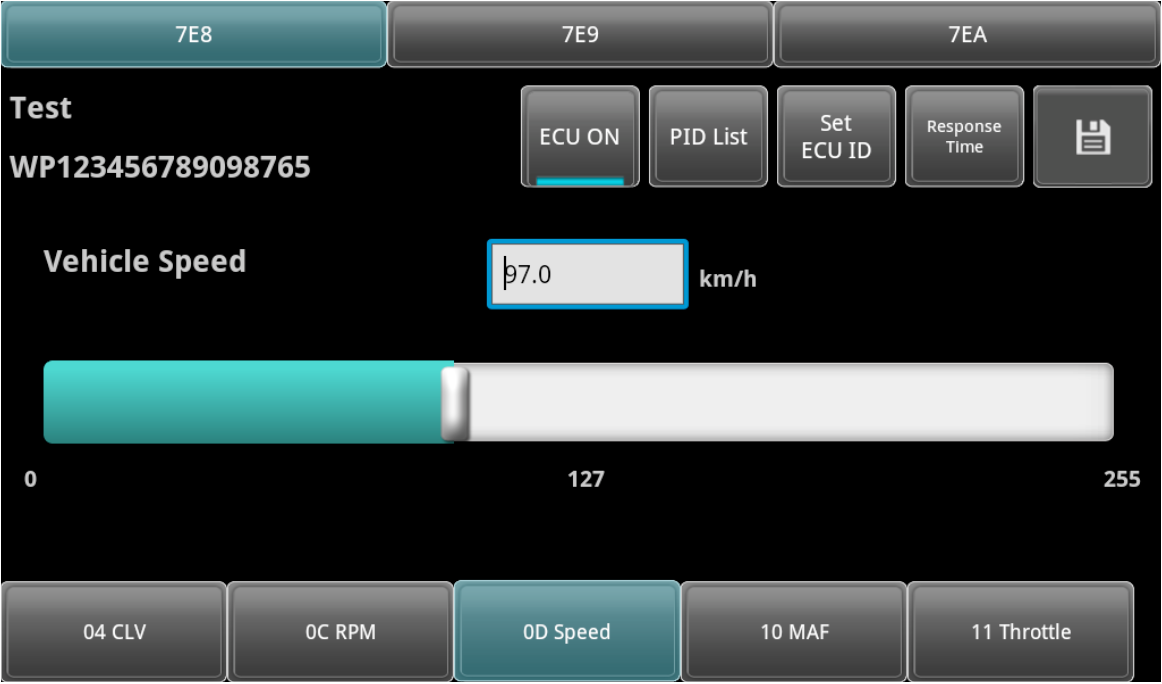 7E8 7E9 7EA
Test
WP123456789098765
ECU ON
PID List
Set
ECU ID
Response
Time
Vehicle Speed
97.0
km/h
0 127 255
04 CLV 0C RPM 0D Speed 10 MAF 11 Throttle